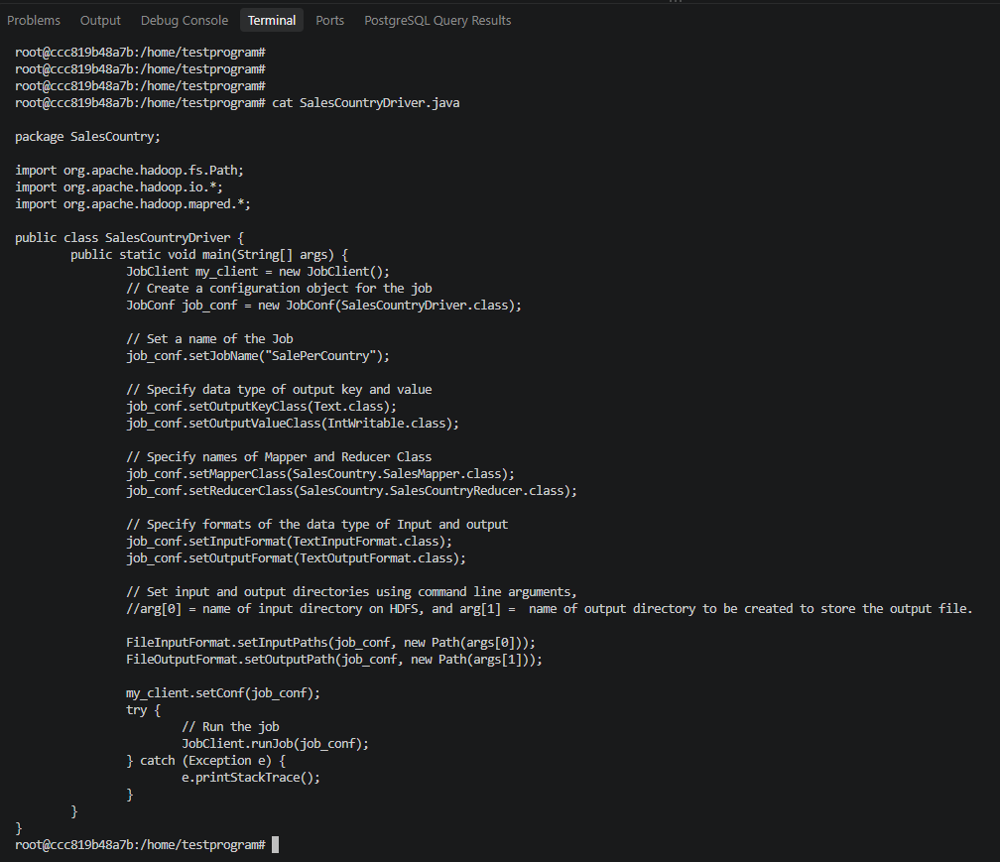 Problems Output Debug Console Terminal Ports PostgreSQL Query Results
root@ccc819b48a7b:/home/testprogram#
root@ccc819b48a7b:/home/testprogram#
root@ccc819b48a7b:/home/testprogram#
root@ccc819b48a7b:/home/testprogram# cat SalesCountryDriver.java

package SalesCountry;

import org.apache.hadoop.fs.Path;
import org.apache.hadoop.io.*;
import org.apache.hadoop.mapred.*;

public class SalesCountryDriver {
        public static void main(String[] args) {
                JobClient my_client = new JobClient();
                // Create a configuration object for the job
                JobConf job_conf = new JobConf(SalesCountryDriver.class);

                // Set a name of the Job
                job_conf.setJobName("SalePerCountry");

                // Specify data type of output key and value
                job_conf.setOutputKeyClass(Text.class);
                job_conf.setOutputValueClass(IntWritable.class);

                // Specify names of Mapper and Reducer Class
                job_conf.setMapperClass(SalesCountry.SalesMapper.class);
                job_conf.setReducerClass(SalesCountry.SalesCountryReducer.class);

                // Specify formats of the data type of Input and output
                job_conf.setInputFormat(TextInputFormat.class);
                job_conf.setOutputFormat(TextOutputFormat.class);

                // Set input and output directories using command line arguments,
                //arg[0] = name of input directory on HDFS, and arg[1] =  name of output directory to be created to store the output file.

                FileInputFormat.setInputPaths(job_conf, new Path(args[0]));
                FileOutputFormat.setOutputPath(job_conf, new Path(args[1]));

                my_client.setConf(job_conf);
                try {
                        // Run the job
                        JobClient.runJob(job_conf);
                } catch (Exception e) {
                        e.printStackTrace();
                }
        }
}
root@ccc819b48a7b:/home/testprogram#